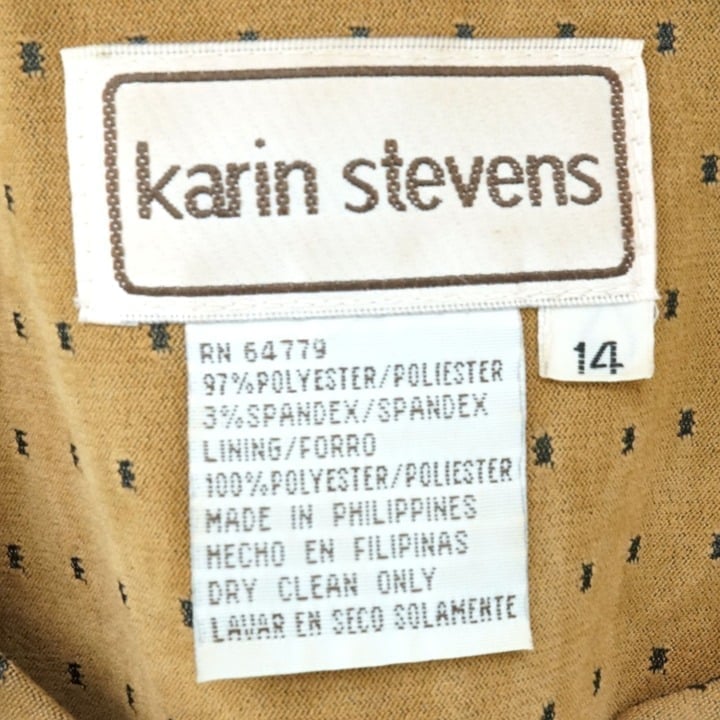 karin stevens
14
RN 64779
97%POLYESTER/POLIESTER
3%SPANDEX/SPANDEX
LINING/FORRO
100%POLYESTER/POLIESTER
MADE IN PHILIPPINES
HECHO EN FILIPINAS
DRY CLEAN ONLY
LAVAR EN SECO SOLAMENTE